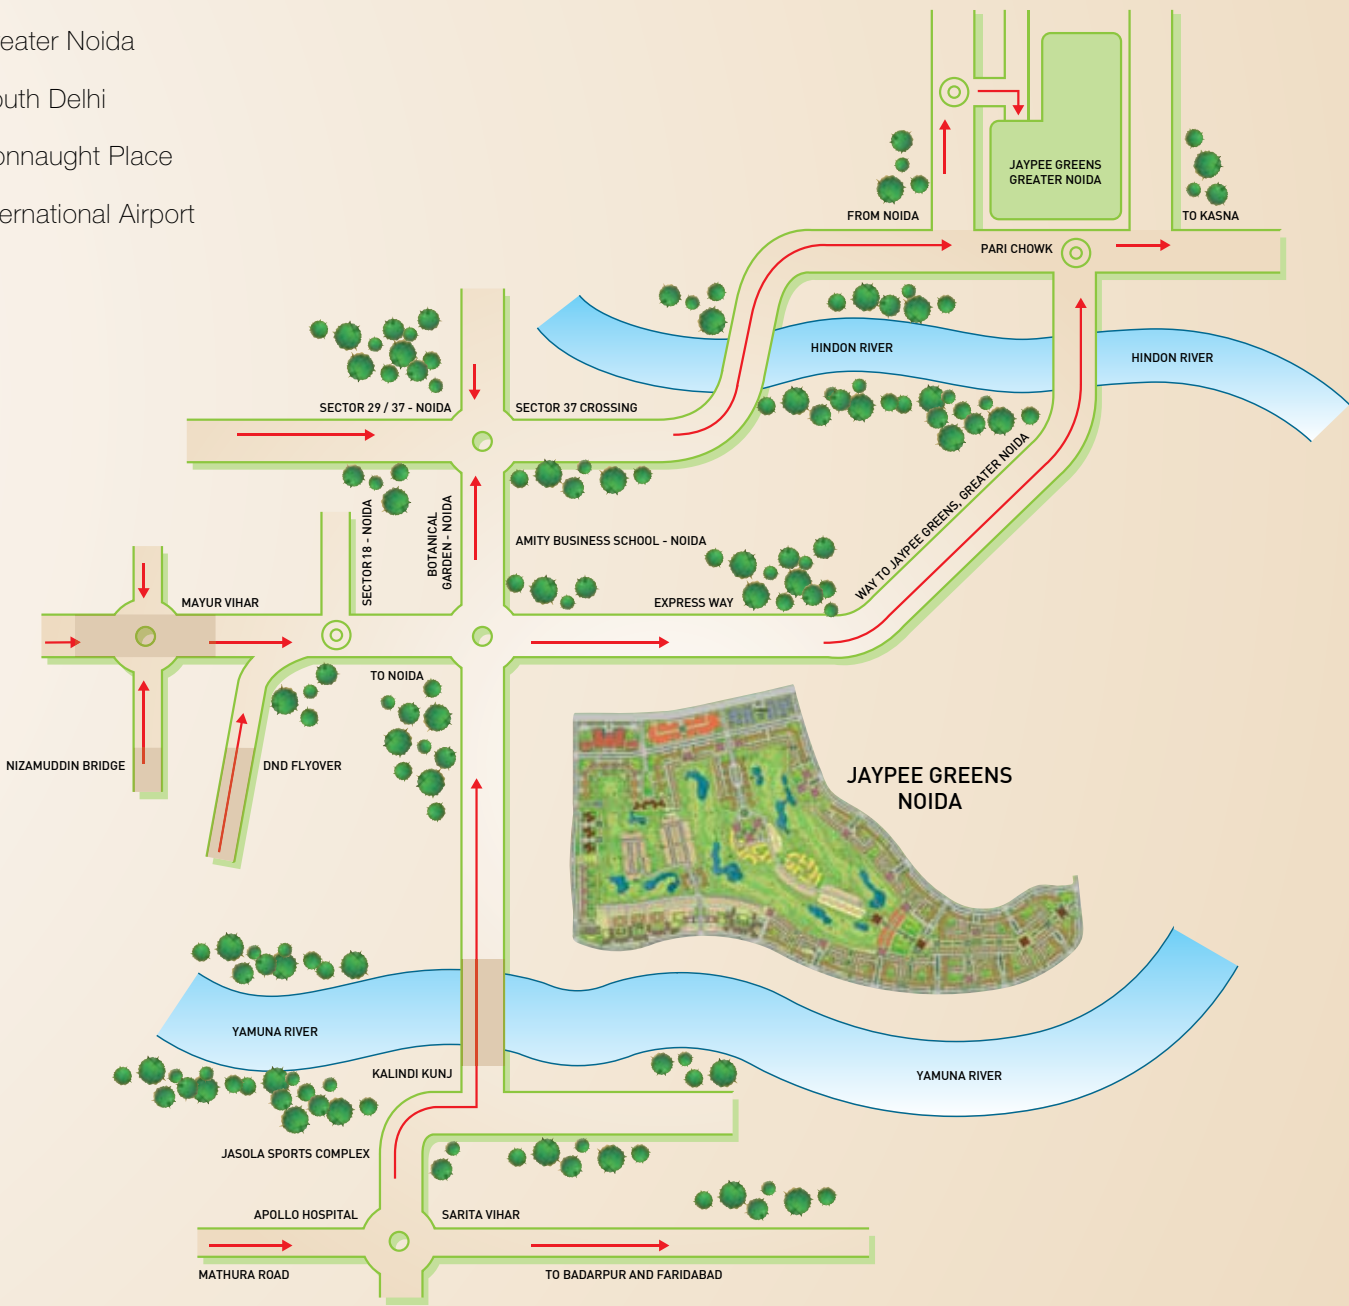 eater Noida
outh Delhi
onnaught Place
ernational Airport
JAYPEE GREENS
GREATER NOIDA
FROM NOIDA
TO KASNA
PARI CHOWK
HINDON RIVER
HINDON RIVER
SECTOR 29 / 37 - NOIDA
SECTOR 37 CROSSING
SECTOR 18 - NOIDA
BOTANICAL
GARDEN - NOIDA
AMITY BUSINESS SCHOOL - NOIDA
WAY TO JAYPEE GREENS, GREATER NOIDA
MAYUR VIHAR
EXPRESS WAY
TO NOIDA
NIZAMUDDIN BRIDGE
DND FLYOVER
JAYPEE GREENS
NOIDA
YAMUNA RIVER
KALINDI KUNJ
YAMUNA RIVER
JASOLA SPORTS COMPLEX
APOLLO HOSPITAL
SARITA VIHAR
MATHURA ROAD
TO BADARPUR AND FARIDABAD